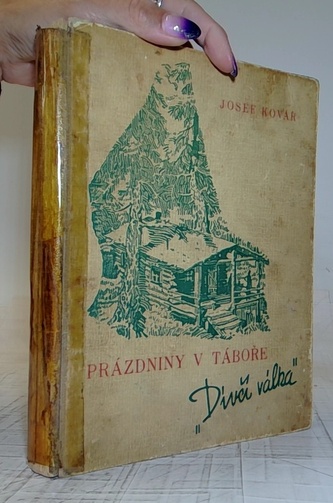 JOSEF KOVÁŘ
PRÁZDNINY V TÁBOŘE
„Dívčí válka"